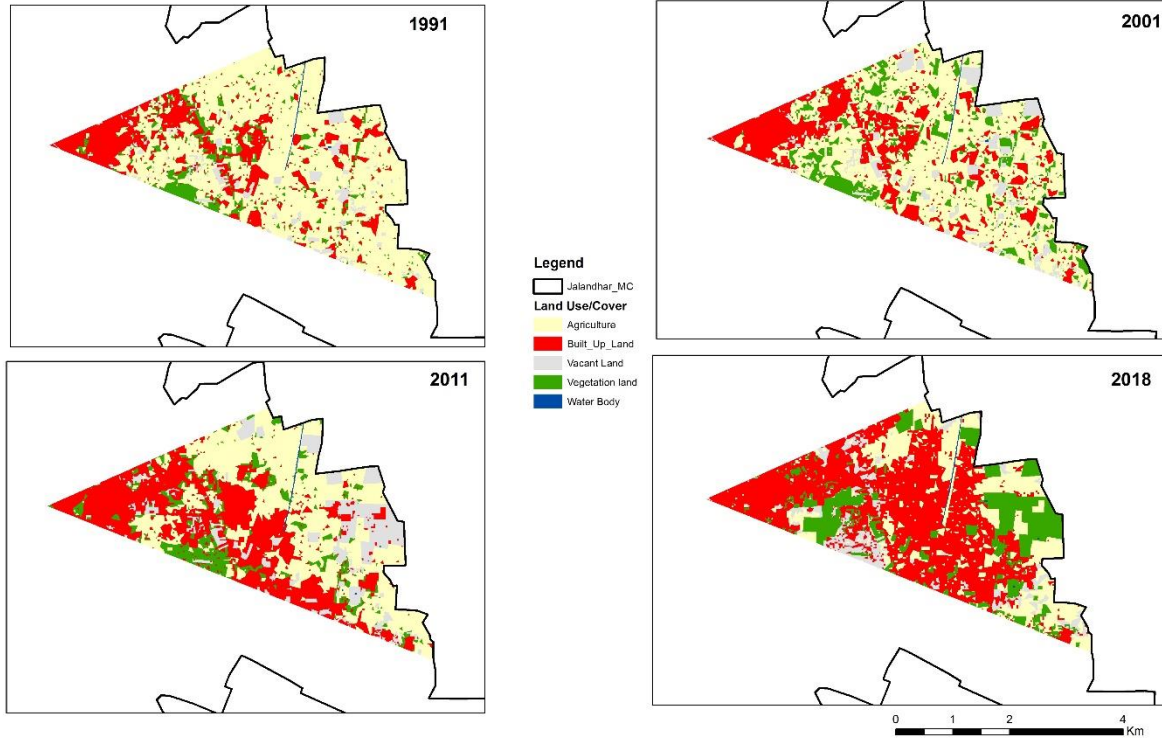 1991
2001
Legend
Jalandhar_MC
Land Use/Cover
Agriculture
Built_Up_Land
Vacant Land
Vegetation land
Water Body
2011
2018
0 1 2 4
Km